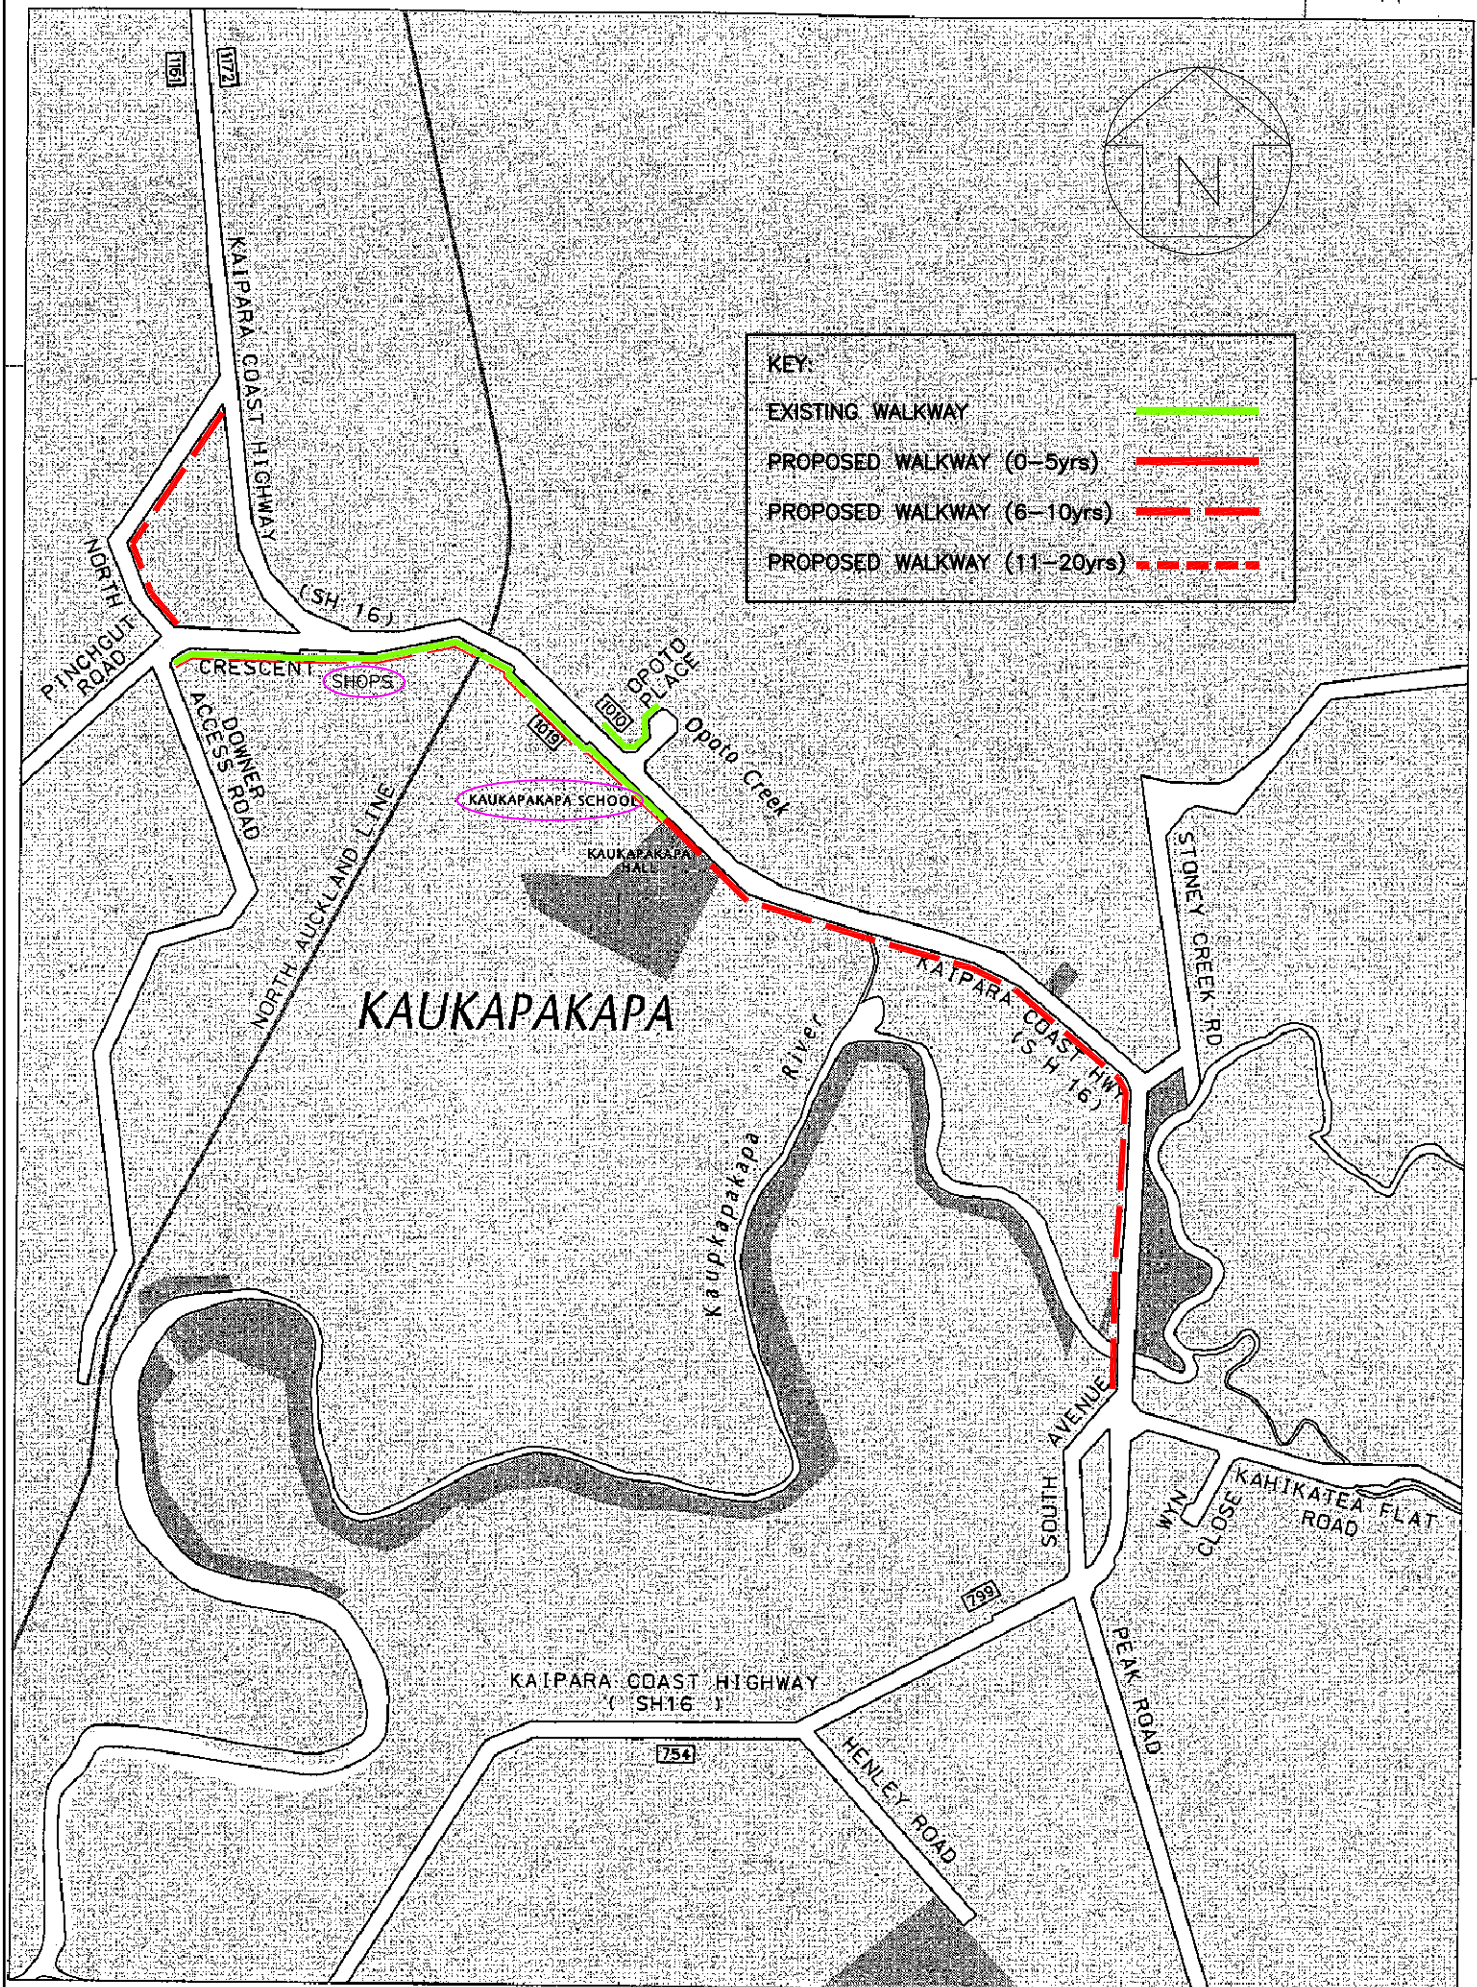 1161
1172
N
KAIPARA COAST HIGHWAY
KEY:
EXISTING WALKWAY
PROPOSED WALKWAY (0-5yrs)
PROPOSED WALKWAY (6-10yrs)
PROPOSED WALKWAY (11-20yrs)
(SH 16)
NORTH
CRESCENT
PINCHGUT
ROAD
SHOPS
DOWNER
ACCESS ROAD
OPOTO
PLACE
1010
1019
Opoto Creek
KAUKAPAKAPA SCHOOL
KAUKAPAKAPA
HALL
NORTH AUCKLAND LINE
STONEY CREEK RD
KAUKAPAKAPA
KAIPARA COAST HWY
(S H 16)
Kaupkapakapa River
SOUTH
AVENUE
KAHIKATEA FLAT
ROAD
WYN
CLOSE
799
PEAK ROAD
KAIPARA COAST HIGHWAY
( SH16 )
754
HENLEY ROAD